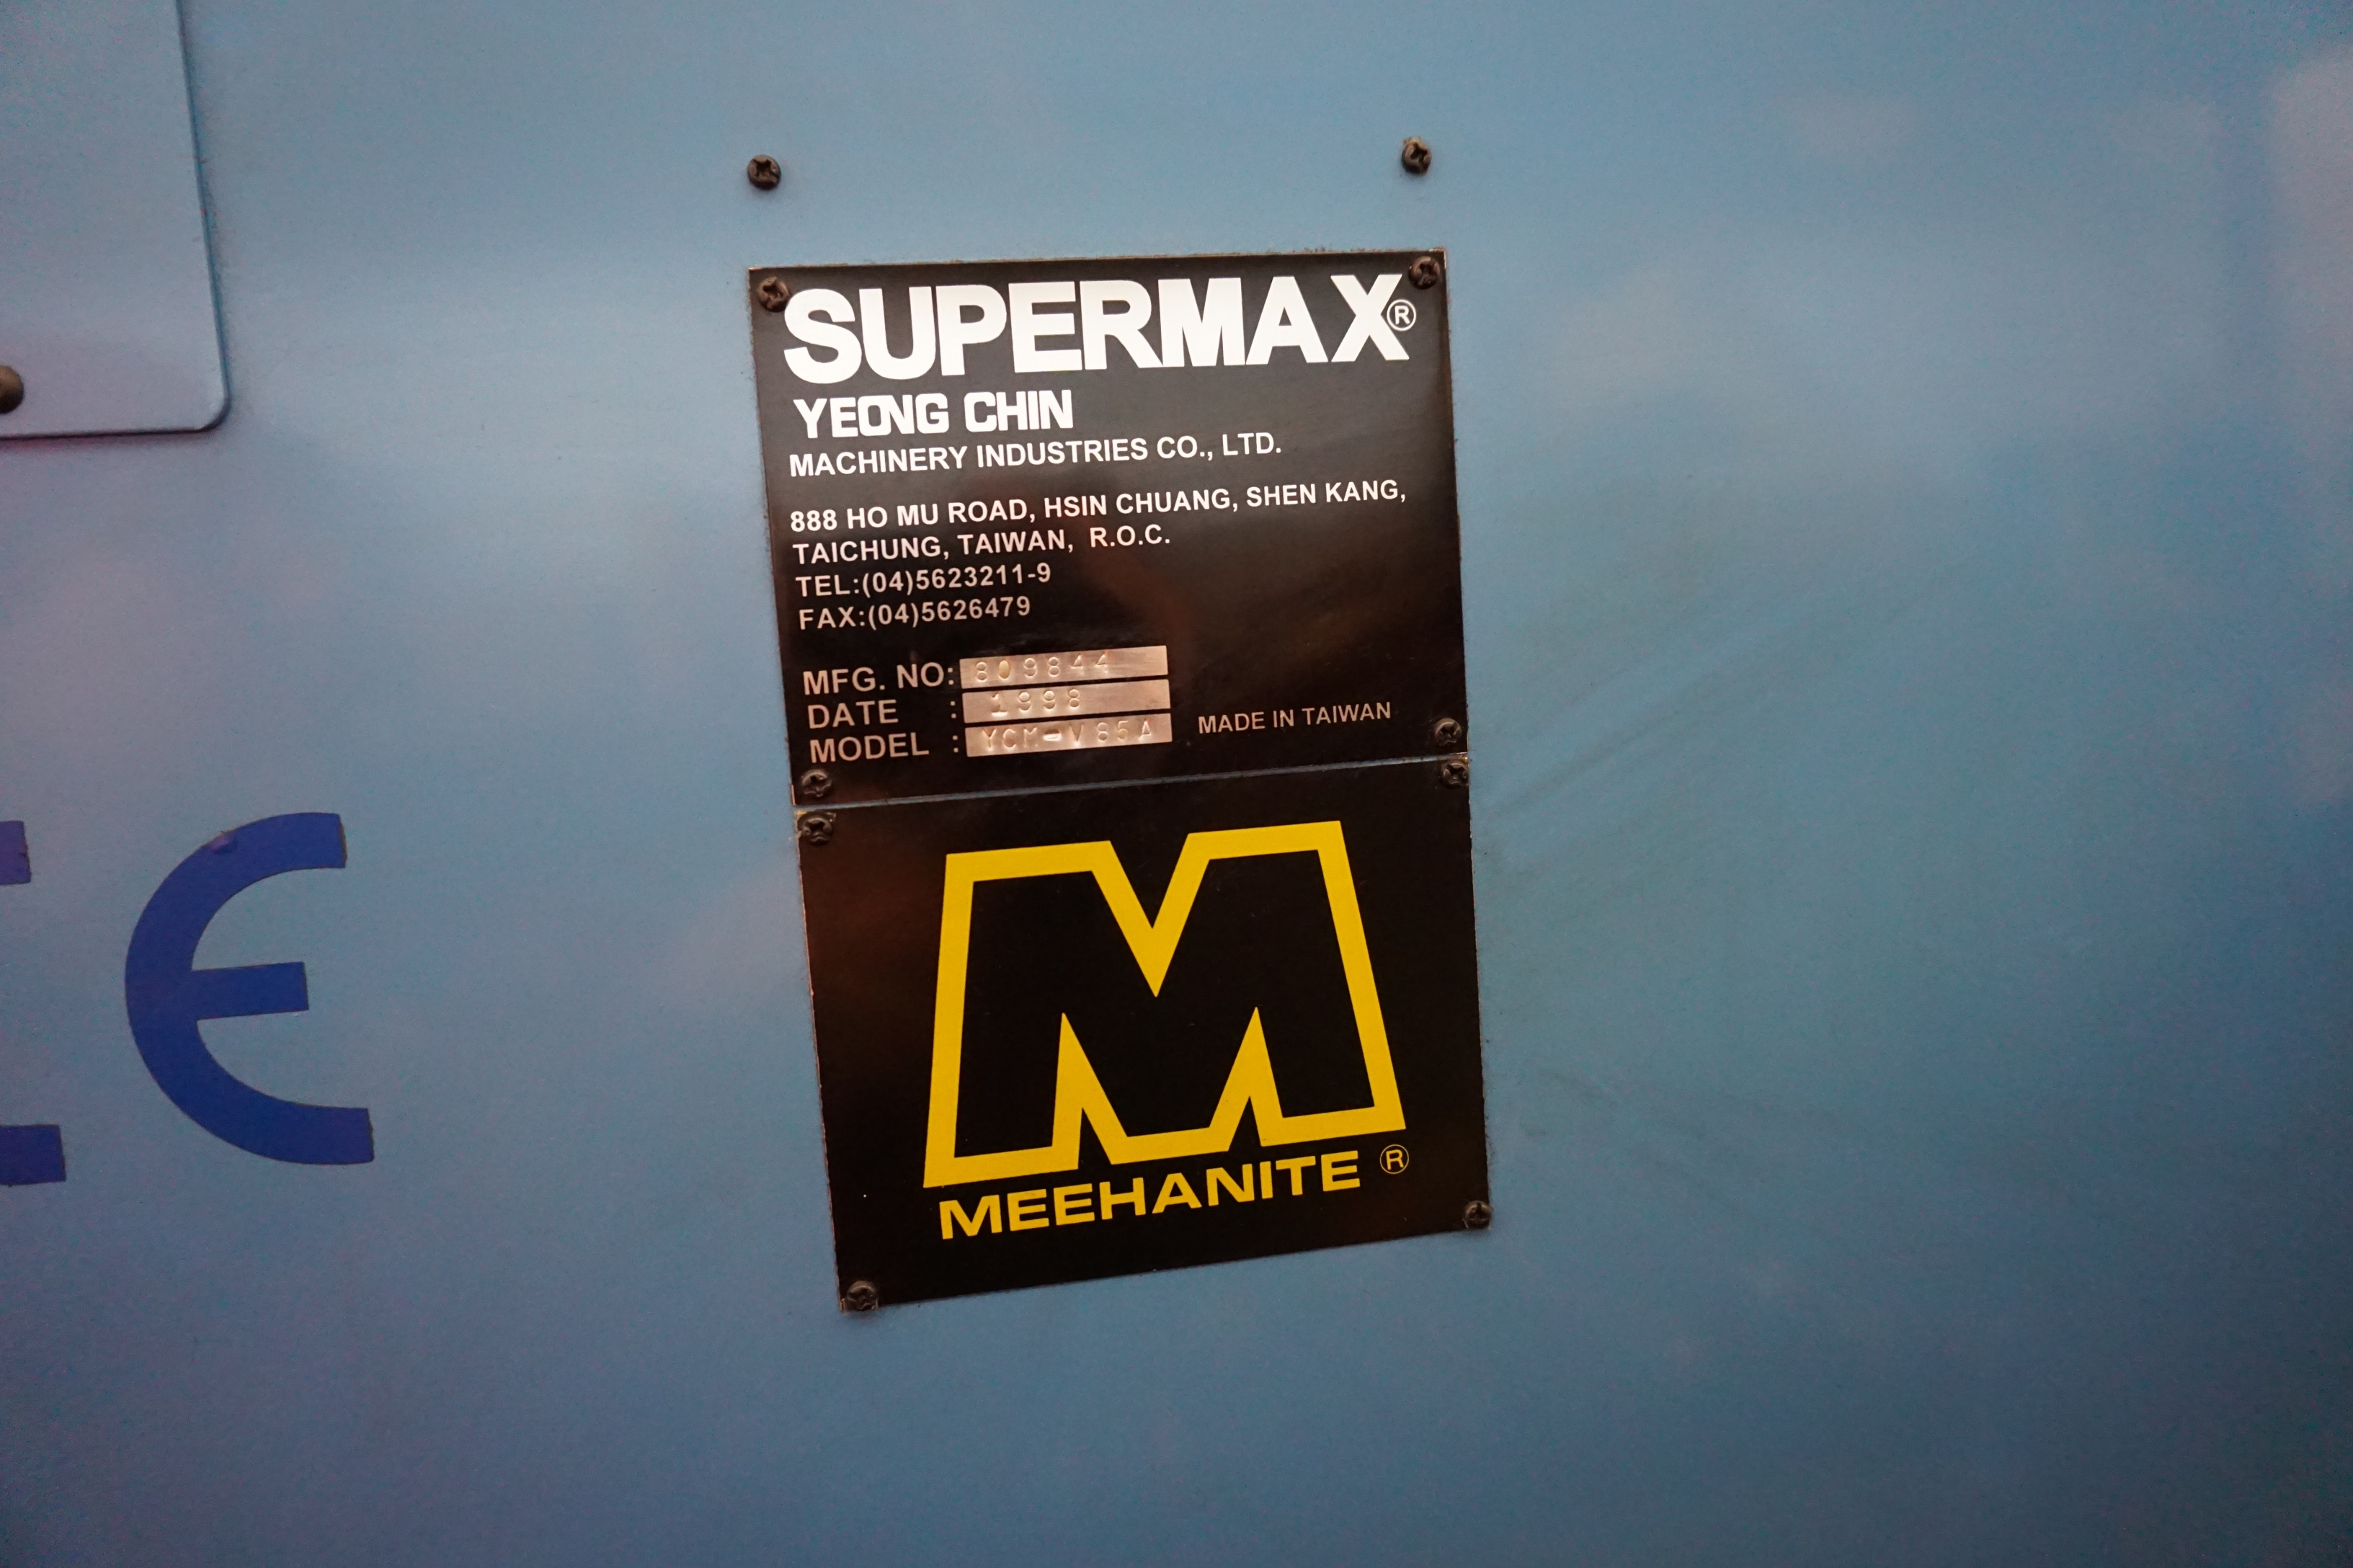 SUPERMAX®
YEONG CHIN
MACHINERY INDUSTRIES CO., LTD.
888 HO MU ROAD, HSIN CHUANG, SHEN KANG,
TAICHUNG, TAIWAN, R.O.C.
TEL:(04)5623211-9
FAX:(04)5626479
MFG. NO: 809844
DATE : 1998
MODEL : YCM-V85A
MADE IN TAIWAN
CE
M
MEEHANITE ®